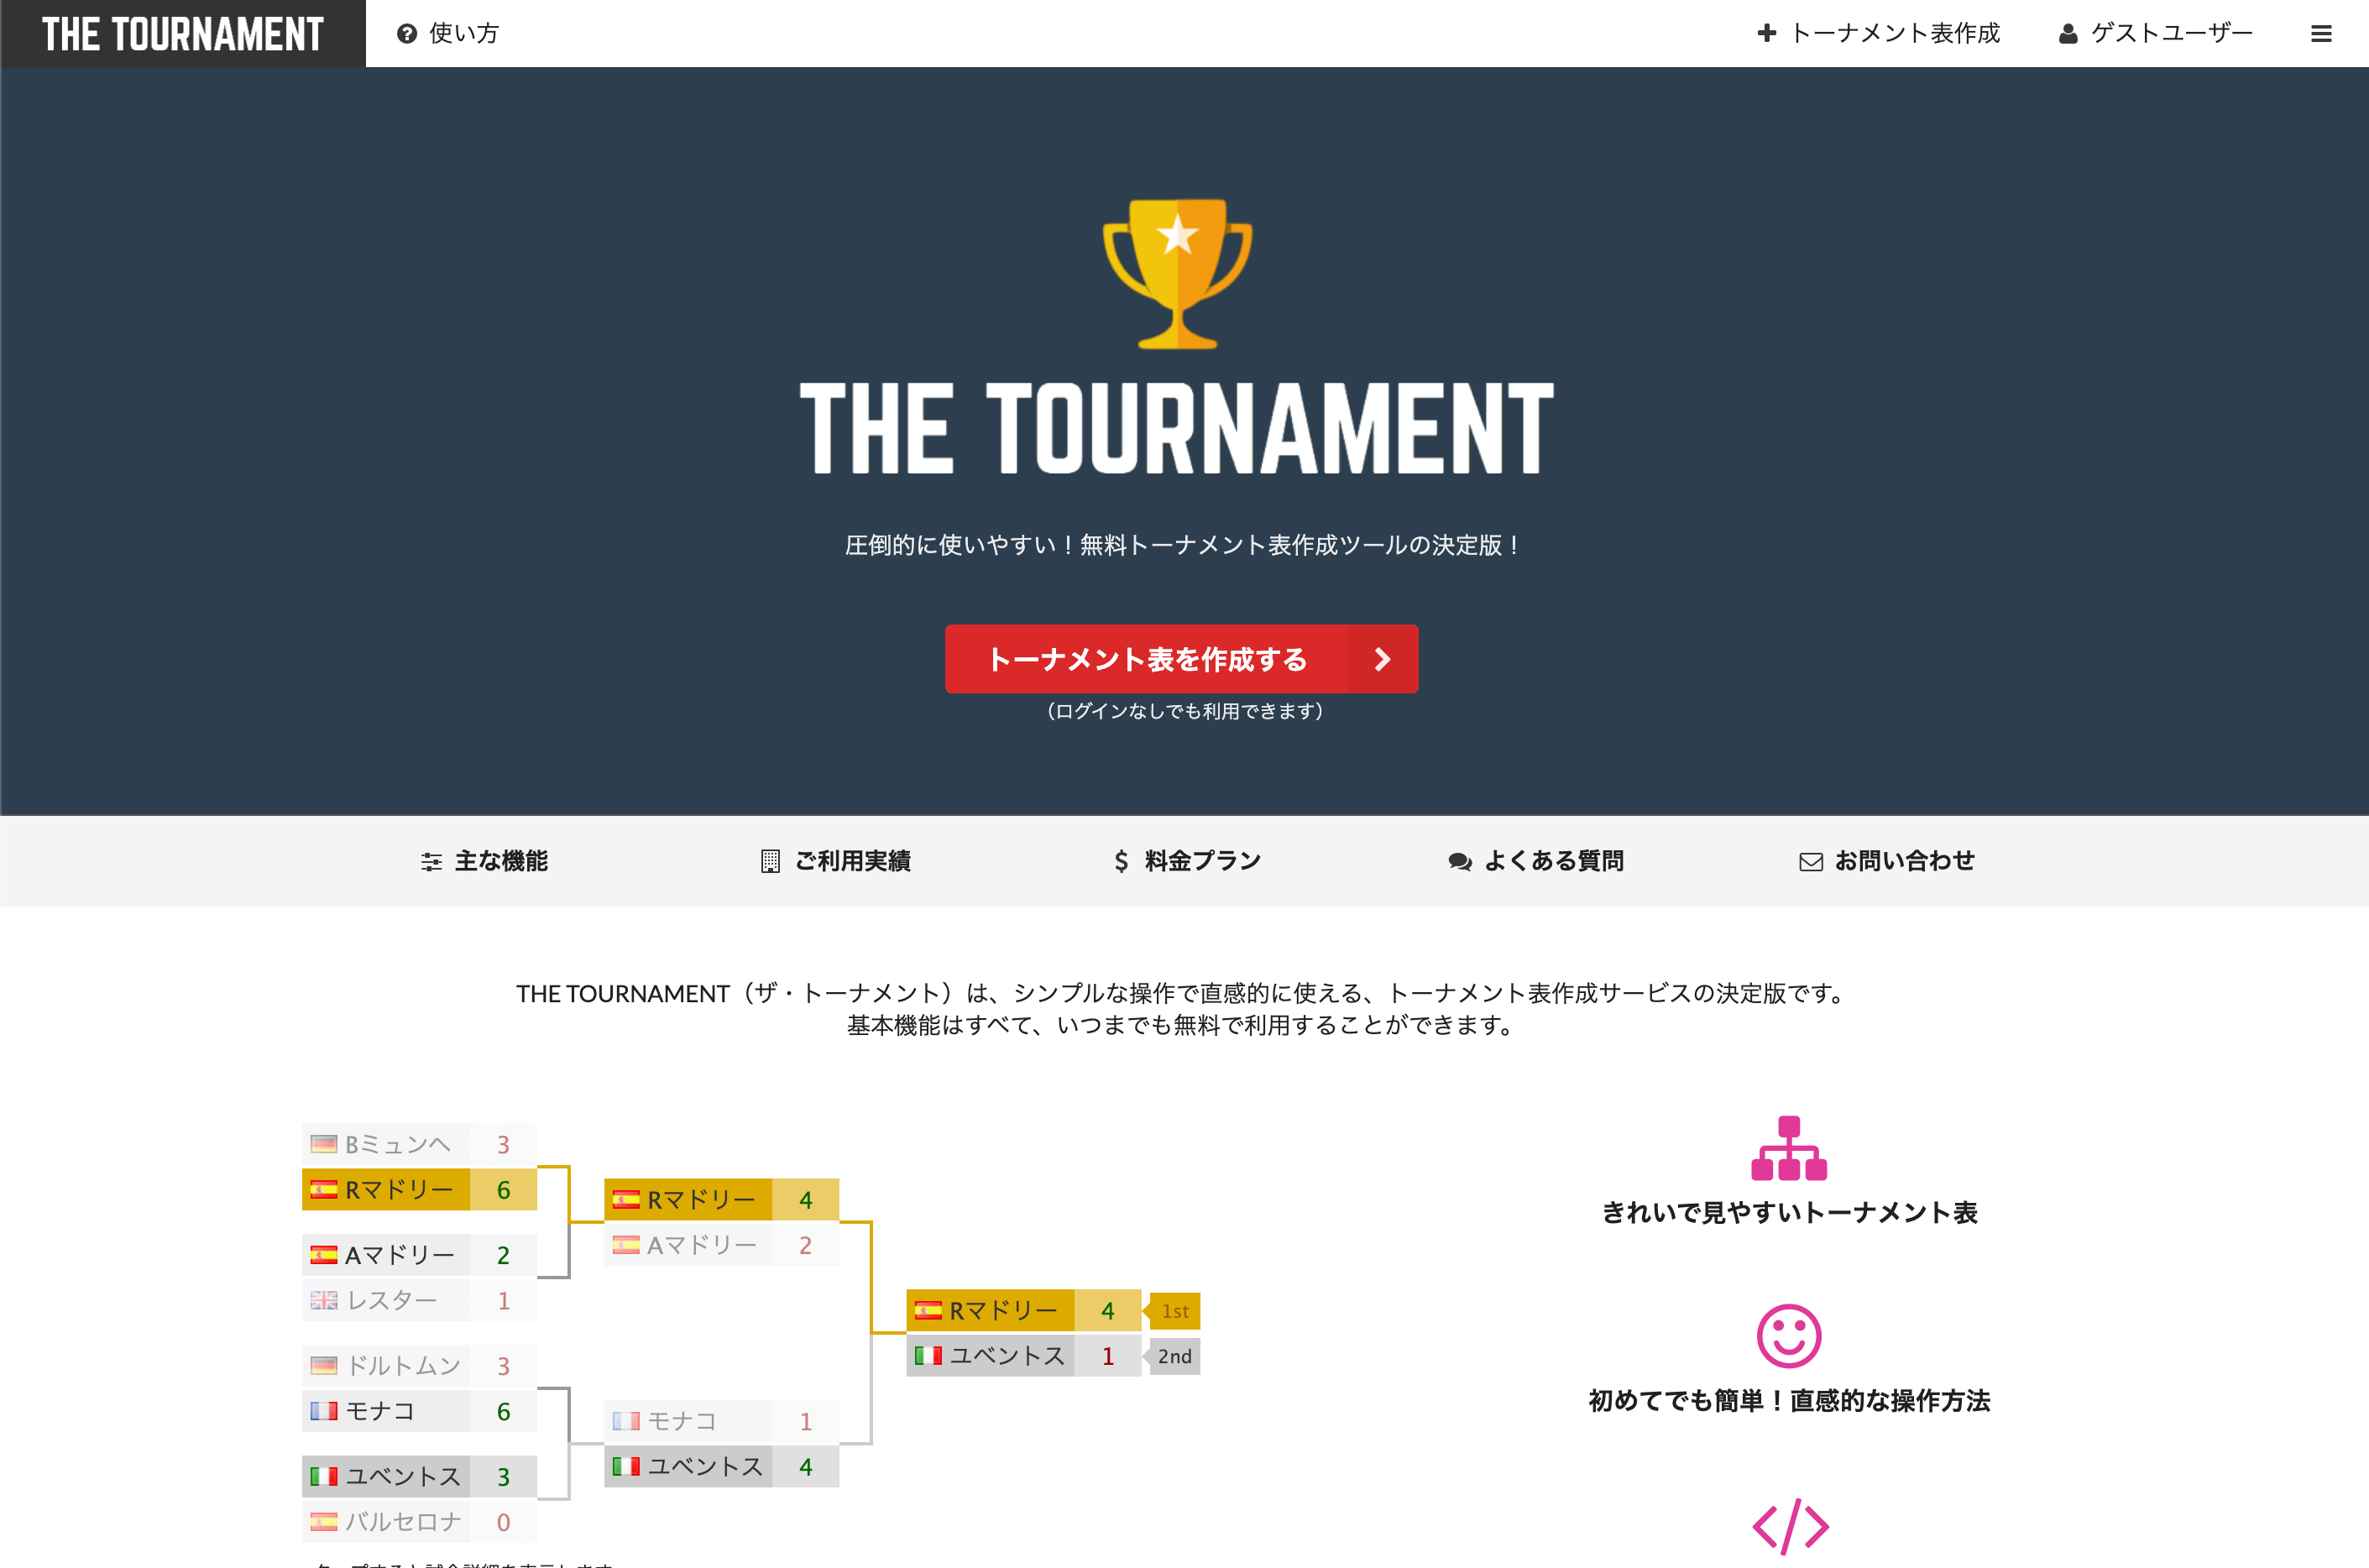 THE TOURNAMENT
使い方
トーナメント表作成
ゲストユーザー
THE TOURNAMENT
圧倒的に使いやすい！無料トーナメント表作成ツールの決定版！
トーナメント表を作成する
（ログインなしでも利用できます）
主な機能
ご利用実績
料金プラン
よくある質問
お問い合わせ
THE TOURNAMENT（ザ・トーナメント）は、シンプルな操作で直感的に使える、トーナメント表作成サービスの決定版です。
基本機能はすべて、いつまでも無料で利用することができます。
Bミュンヘ 3
Rマドリー 6
Aマドリー 2
レスター 1
ドルトムン 3
モナコ 6
ユベントス 3
バルセロナ 0
Rマドリー 4
Aマドリー 2
モナコ 1
ユベントス 4
Rマドリー 4 1st
ユベントス 1 2nd
きれいで見やすいトーナメント表
初めてでも簡単！直感的な操作方法